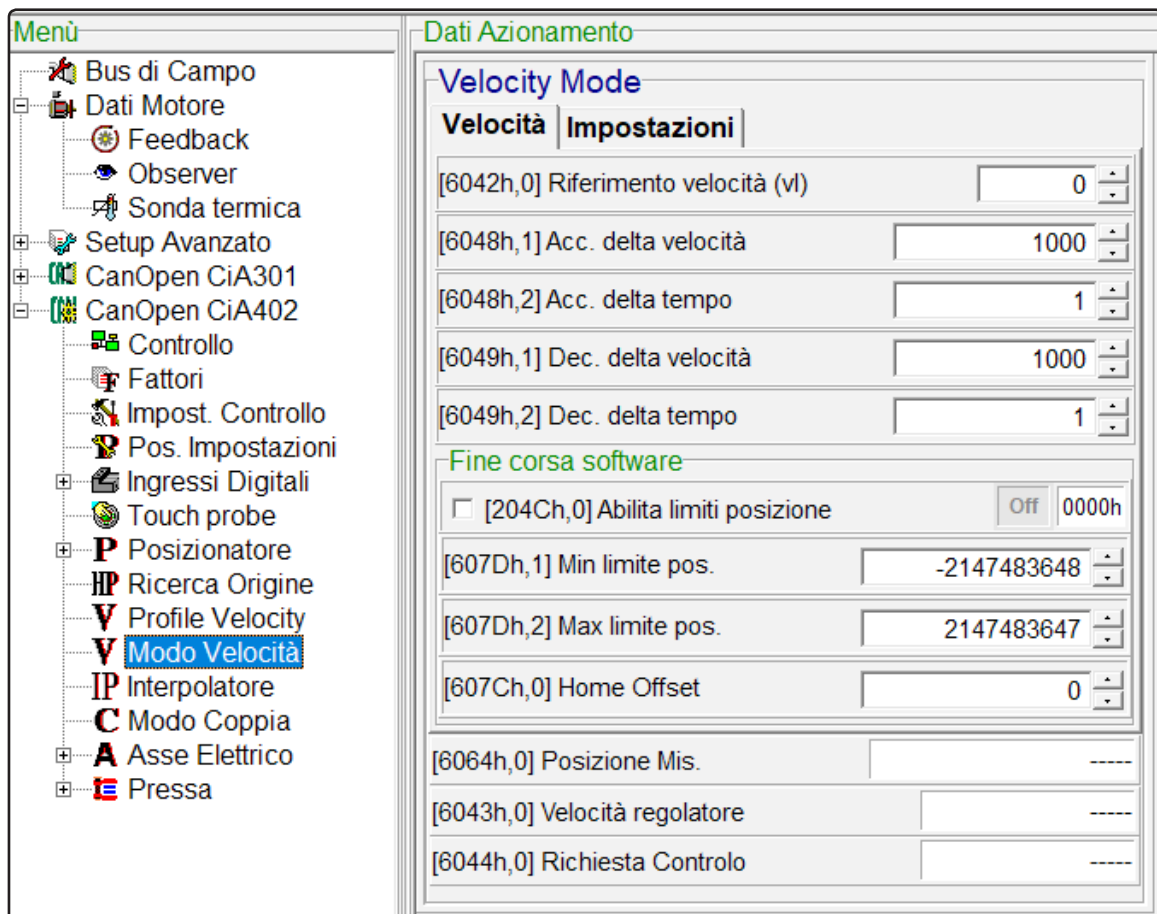 Menù
Bus di Campo
Dati Motore
Feedback
Observer
Sonda termica
Setup Avanzato
CanOpen CiA301
CanOpen CiA402
Controllo
Fattori
Impost. Controllo
Pos. Impostazioni
Ingressi Digitali
Touch probe
P Posizionatore
HP Ricerca Origine
V Profile Velocity
V Modo Velocità
IP Interpolatore
C Modo Coppia
A Asse Elettrico
Pressa
Dati Azionamento
Velocity Mode
Velocità Impostazioni
[6042h,0] Riferimento velocità (vl) 0
[6048h,1] Acc. delta velocità 1000
[6048h,2] Acc. delta tempo 1
[6049h,1] Dec. delta velocità 1000
[6049h,2] Dec. delta tempo 1
Fine corsa software
[204Ch,0] Abilita limiti posizione Off 0000h
[607Dh,1] Min limite pos. -2147483648
[607Dh,2] Max limite pos. 2147483647
[607Ch,0] Home Offset 0
[6064h,0] Posizione Mis. -----
[6043h,0] Velocità regolatore -----
[6044h,0] Richiesta Controlo -----